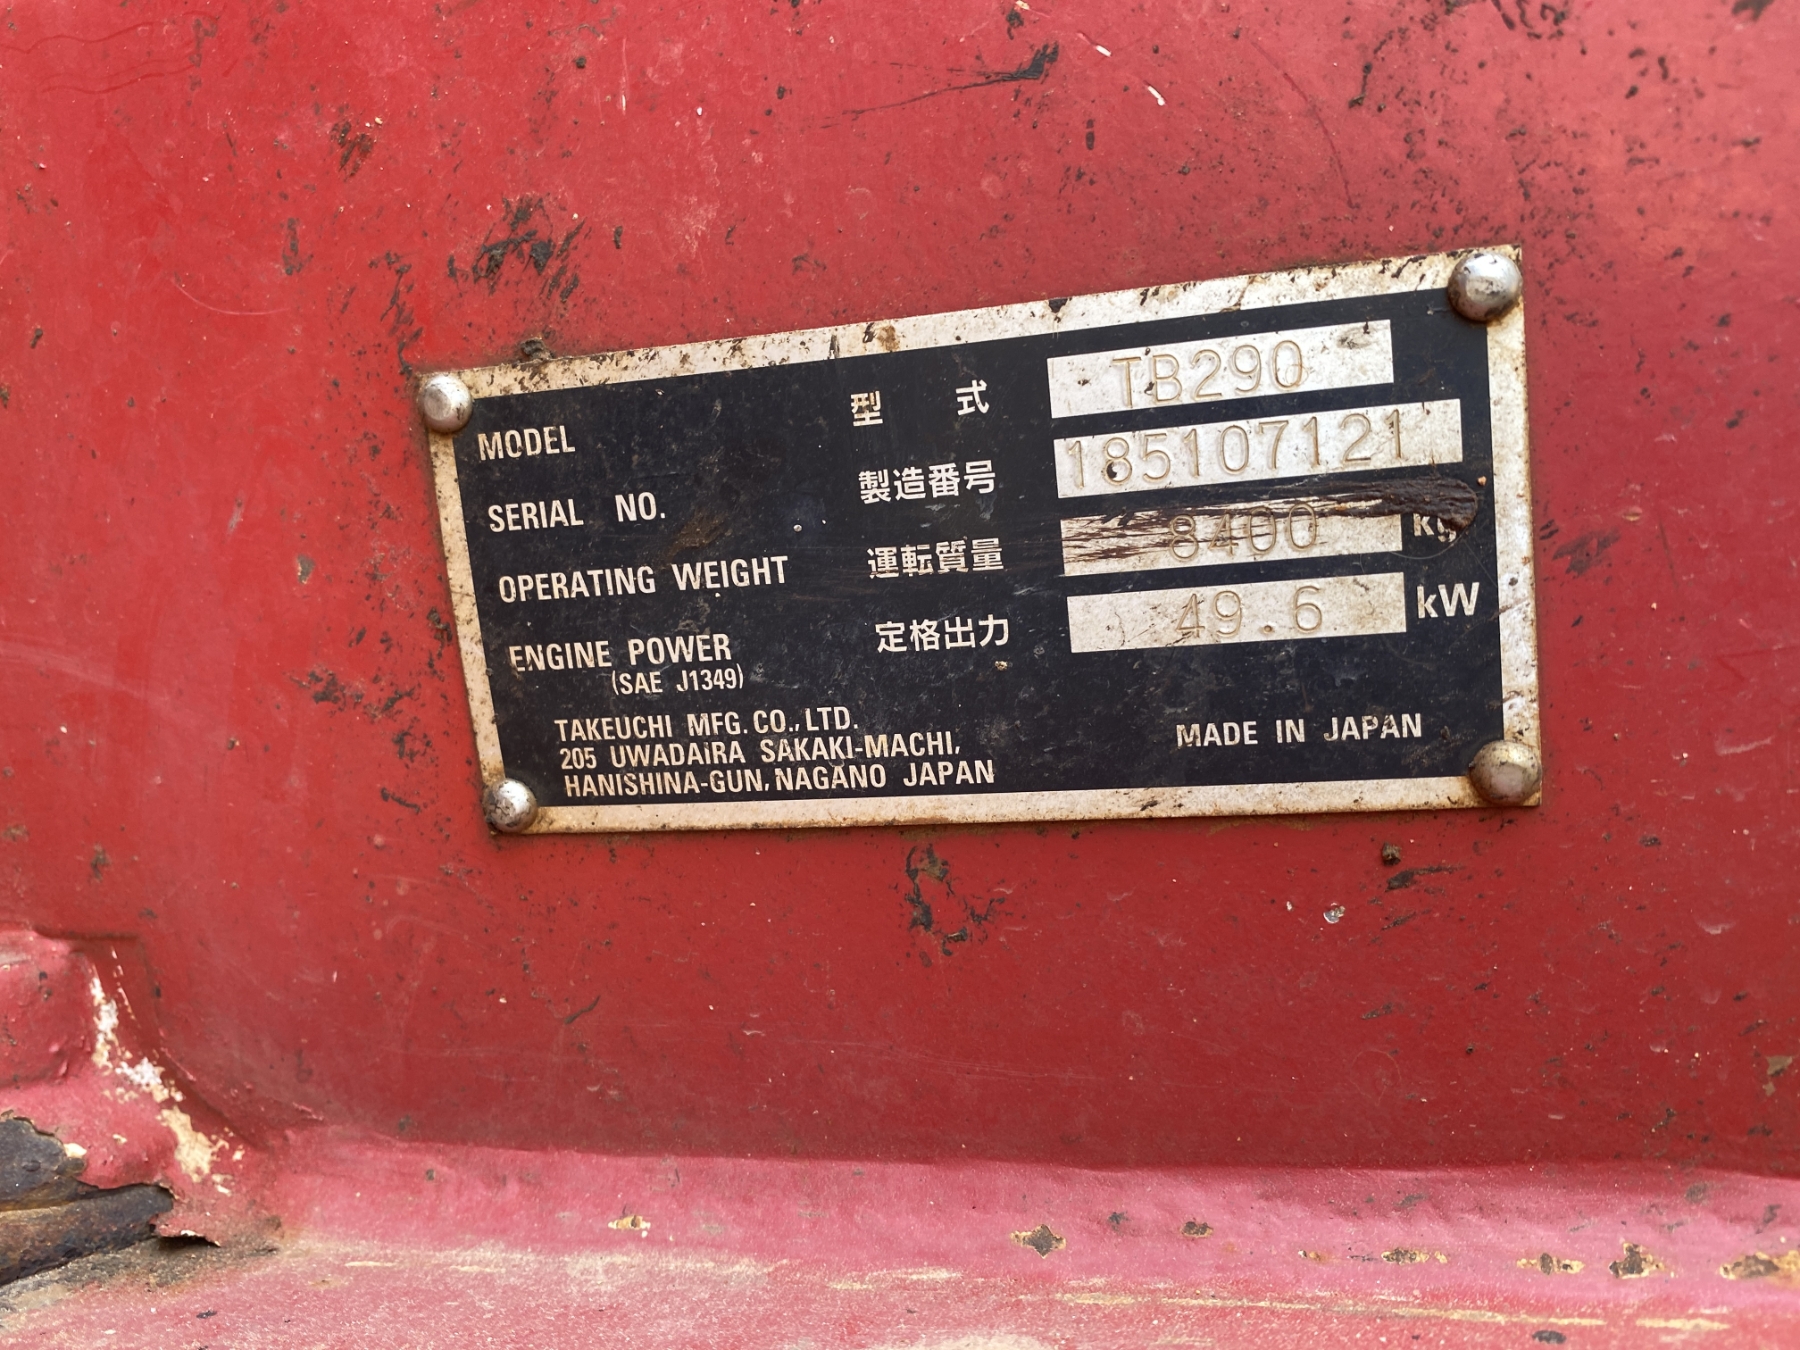 MODEL 型 式 TB290
SERIAL NO. 製造番号 185107121
OPERATING WEIGHT 運転質量 8400 kg
ENGINE POWER 定格出力 49.6 kW
(SAE J1349)
TAKEUCHI MFG. CO., LTD.
205 UWADAIRA SAKAKI-MACHI,
HANISHINA-GUN, NAGANO JAPAN
MADE IN JAPAN